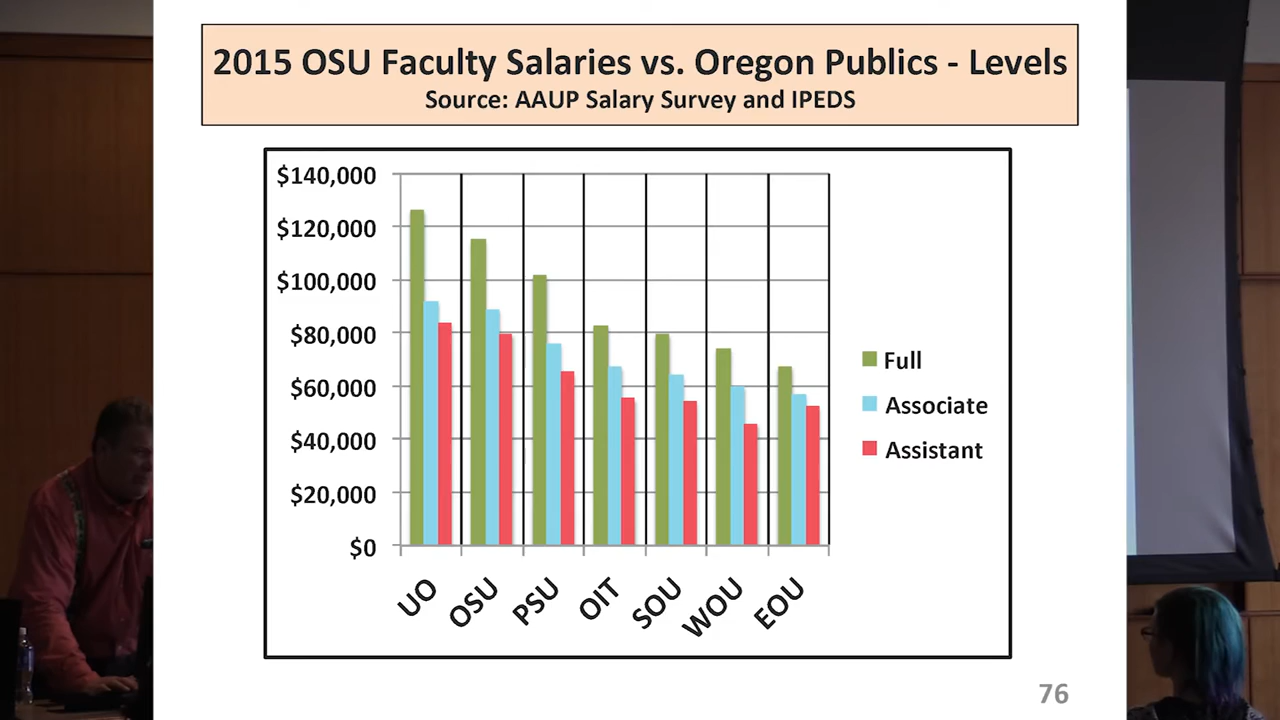 2015 OSU Faculty Salaries vs. Oregon Publics - Levels
Source: AAUP Salary Survey and IPEDS
$140,000
$120,000
$100,000
$80,000
$60,000
$40,000
$20,000
$0
UO
OSU
PSU
OIT
SOU
WOU
EOU
Full
Associate
Assistant
76